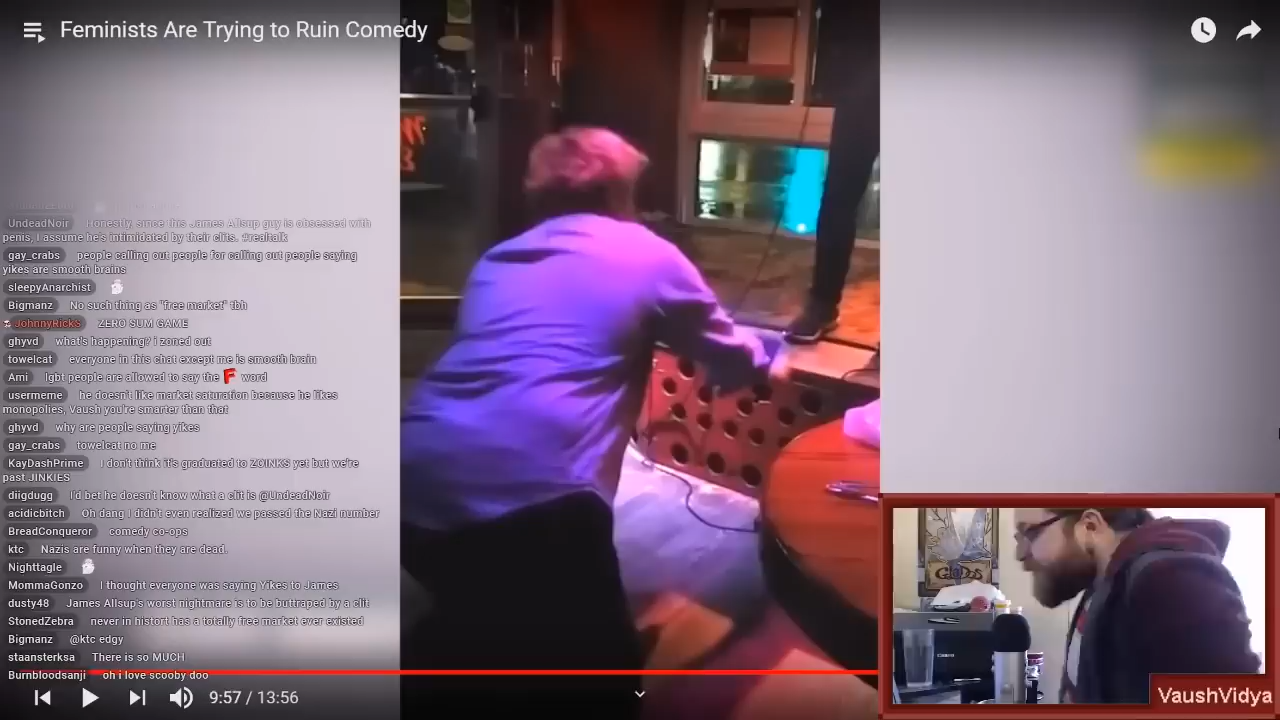 Feminists Are Trying to Ruin Comedy
UndeadNoir Honestly, since this James Allsup guy is obsessed with
penis, I assume he's intimidated by their clits. #realtalk
gay_crabs people calling out people for calling out people saying
yikes are smooth brains
sleepyAnarchist
Bigmanz No such thing as "free market" tbh
JohnnyRicks ZERO SUM GAME
ghyvd what's happening? i zoned out
towelcat everyone in this chat except me is smooth brain
Ami lgbt people are allowed to say the F word
usermeme he doesn't like market saturation because he likes
monopolies, Vaush you're smarter than that
ghyvd why are people saying yikes
gay_crabs towelcat no me
KayDashPrime I don't think it's graduated to ZOINKS yet but we're
past JINKIES
diigdugg I'd bet he doesn't know what a clit is @UndeadNoir
acidicbitch Oh dang I didn't even realized we passed the Nazi number
BreadConqueror comedy co-ops
ktc Nazis are funny when they are dead.
Nighttagle
MommaGonzo I thought everyone was saying Yikes to James
dusty48 James Allsup's worst nightmare is to be buttraped by a clit
StonedZebra never in histort has a totally free market ever existed
Bigmanz @ktc edgy
staansterksa There is so MUCH
Burnbloodsanji oh i love scooby doo
9:57 / 13:56
GlaDOS
Canon
VaushVidya